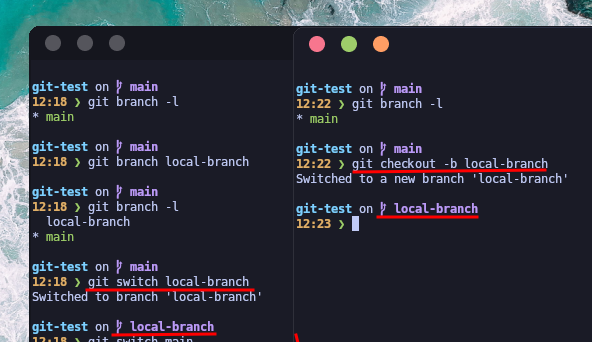 git-test on main
12:18 ❯ git branch -l
* main
git-test on main
12:18 ❯ git branch local-branch
git-test on main
12:18 ❯ git branch -l
local-branch
* main
git-test on main
12:18 ❯ git switch local-branch
Switched to branch 'local-branch'
git-test on local-branch
12:18 ❯ git switch main
git-test on main
12:22 ❯ git branch -l
* main
git-test on main
12:22 ❯ git checkout -b local-branch
Switched to a new branch 'local-branch'
git-test on local-branch
12:23 ❯